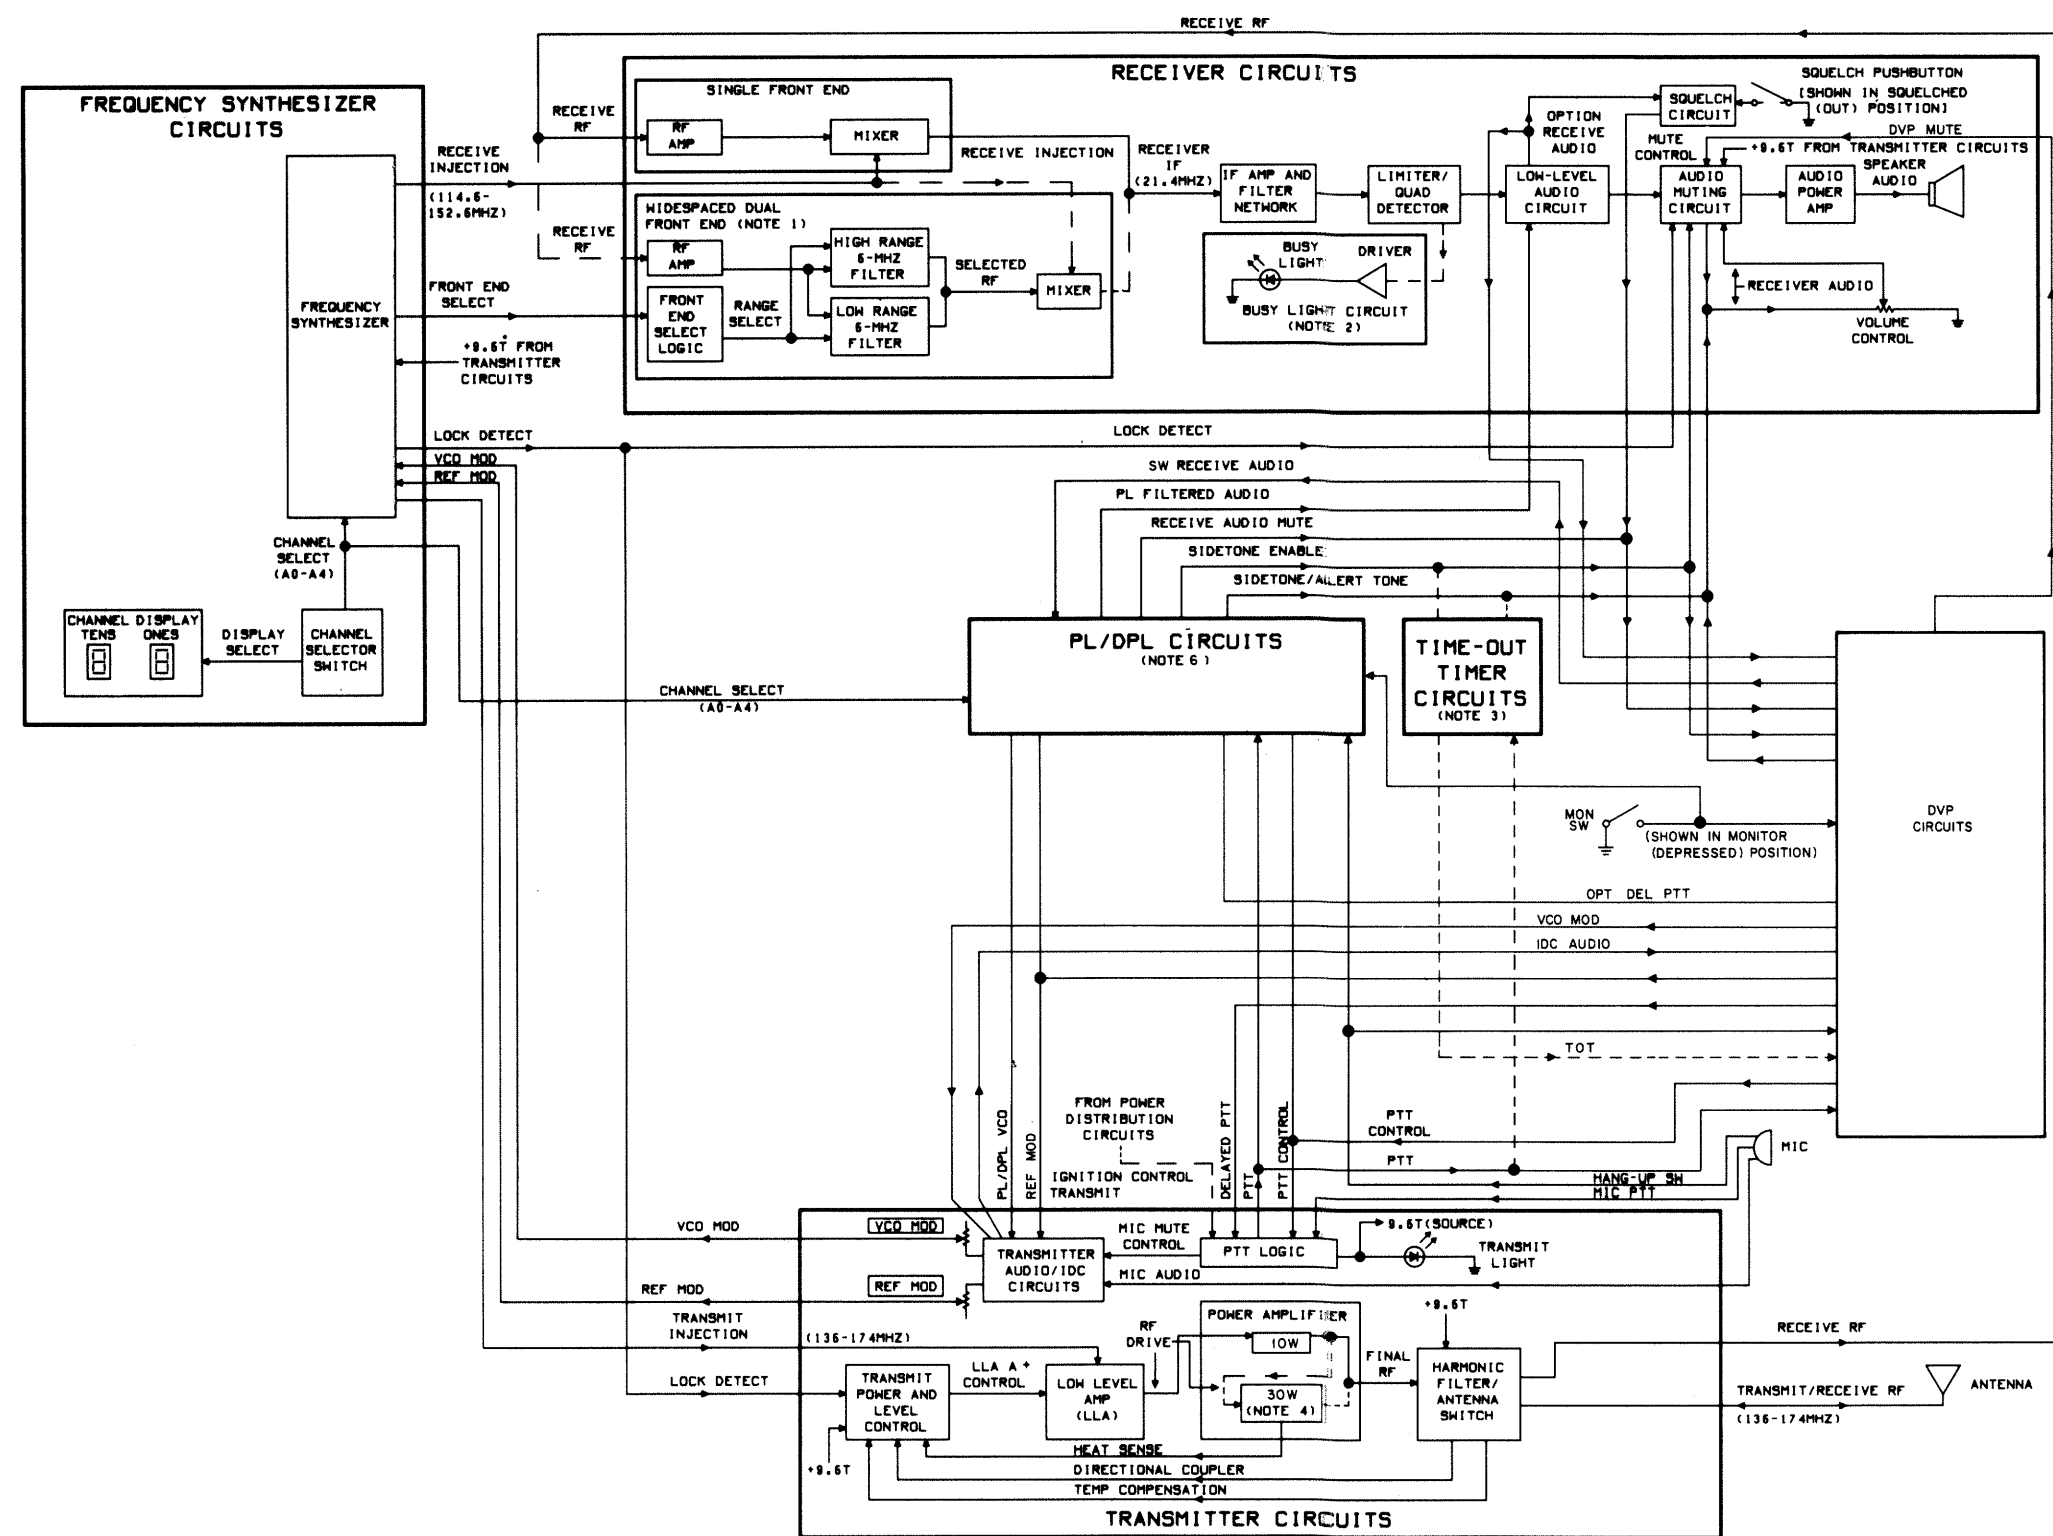 RECEIVE RF
FREQUENCY SYNTHESIZER
CIRCUITS
FREQUENCY
SYNTHESIZER
RECEIVE
INJECTION
(114.6-
152.6MHZ)
FRONT END
SELECT
+9.6T FROM
TRANSMITTER
CIRCUITS
LOCK DETECT
VCO MOD
REF MOD
CHANNEL
SELECT
(A0-A4)
CHANNEL DISPLAY
TENS ONES
8 8
DISPLAY
SELECT
CHANNEL
SELECTOR
SWITCH
RECEIVER CIRCUITS
SINGLE FRONT END
RECEIVE
RF
RF
AMP
MIXER
RECEIVE INJECTION
WIDESPACED DUAL
FRONT END (NOTE 1)
RECEIVE
RF
RF
AMP
FRONT
END
SELECT
LOGIC
RANGE
SELECT
HIGH RANGE
6-MHZ
FILTER
LOW RANGE
6-MHZ
FILTER
SELECTED
RF
MIXER
RECEIVER
IF
(21.4MHZ)
IF AMP AND
FILTER
NETWORK
LIMITER/
QUAD
DETECTOR
BUSY
LIGHT
DRIVER
BUSY LIGHT CIRCUIT
(NOTE 2)
OPTION
RECEIVE
AUDIO
LOW-LEVEL
AUDIO
CIRCUIT
SQUELCH
CIRCUIT
SQUELCH PUSHBUTTON
[SHOWN IN SQUELCHED
(OUT) POSITION]
MUTE
CONTROL
DVP MUTE
+9.6T FROM TRANSMITTER CIRCUITS
AUDIO
MUTING
CIRCUIT
AUDIO
POWER
AMP
SPEAKER
AUDIO
RECEIVER AUDIO
VOLUME
CONTROL
LOCK DETECT
SW RECEIVE AUDIO
PL FILTERED AUDIO
RECEIVE AUDIO MUTE
SIDETONE ENABLE
SIDETONE/ALERT TONE
PL/DPL CIRCUITS
(NOTE 6)
CHANNEL SELECT
(A0-A4)
TIME-OUT
TIMER
CIRCUITS
(NOTE 3)
MON
SW
(SHOWN IN MONITOR
(DEPRESSED) POSITION)
DVP
CIRCUITS
OPT DEL PTT
VCO MOD
IDC AUDIO
TOT
PTT
CONTROL
PTT
HANG-UP SW
MIC PTT
MIC
FROM POWER
DISTRIBUTION
CIRCUITS
IGNITION CONTROL
TRANSMIT
PL/DPL VCO
REF MOD
DELAYED PTT
PTT
PTT CONTROL
VCO MOD
VCO MOD
REF MOD
REF MOD
TRANSMITTER
AUDIO/IDC
CIRCUITS
MIC MUTE
CONTROL
MIC AUDIO
PTT LOGIC
9.6T(SOURCE)
TRANSMIT
LIGHT
TRANSMIT
INJECTION
(136-174MHZ)
LOCK DETECT
TRANSMIT
POWER AND
LEVEL
CONTROL
+9.6T
LLA A+
CONTROL
LOW LEVEL
AMP
(LLA)
RF
DRIVE
POWER AMPLIFIER
10W
30W
(NOTE 4)
FINAL
RF
+9.6T
HARMONIC
FILTER/
ANTENNA
SWITCH
RECEIVE RF
TRANSMIT/RECEIVE RF
(136-174MHZ)
ANTENNA
HEAT SENSE
DIRECTIONAL COUPLER
TEMP COMPENSATION
TRANSMITTER CIRCUITS